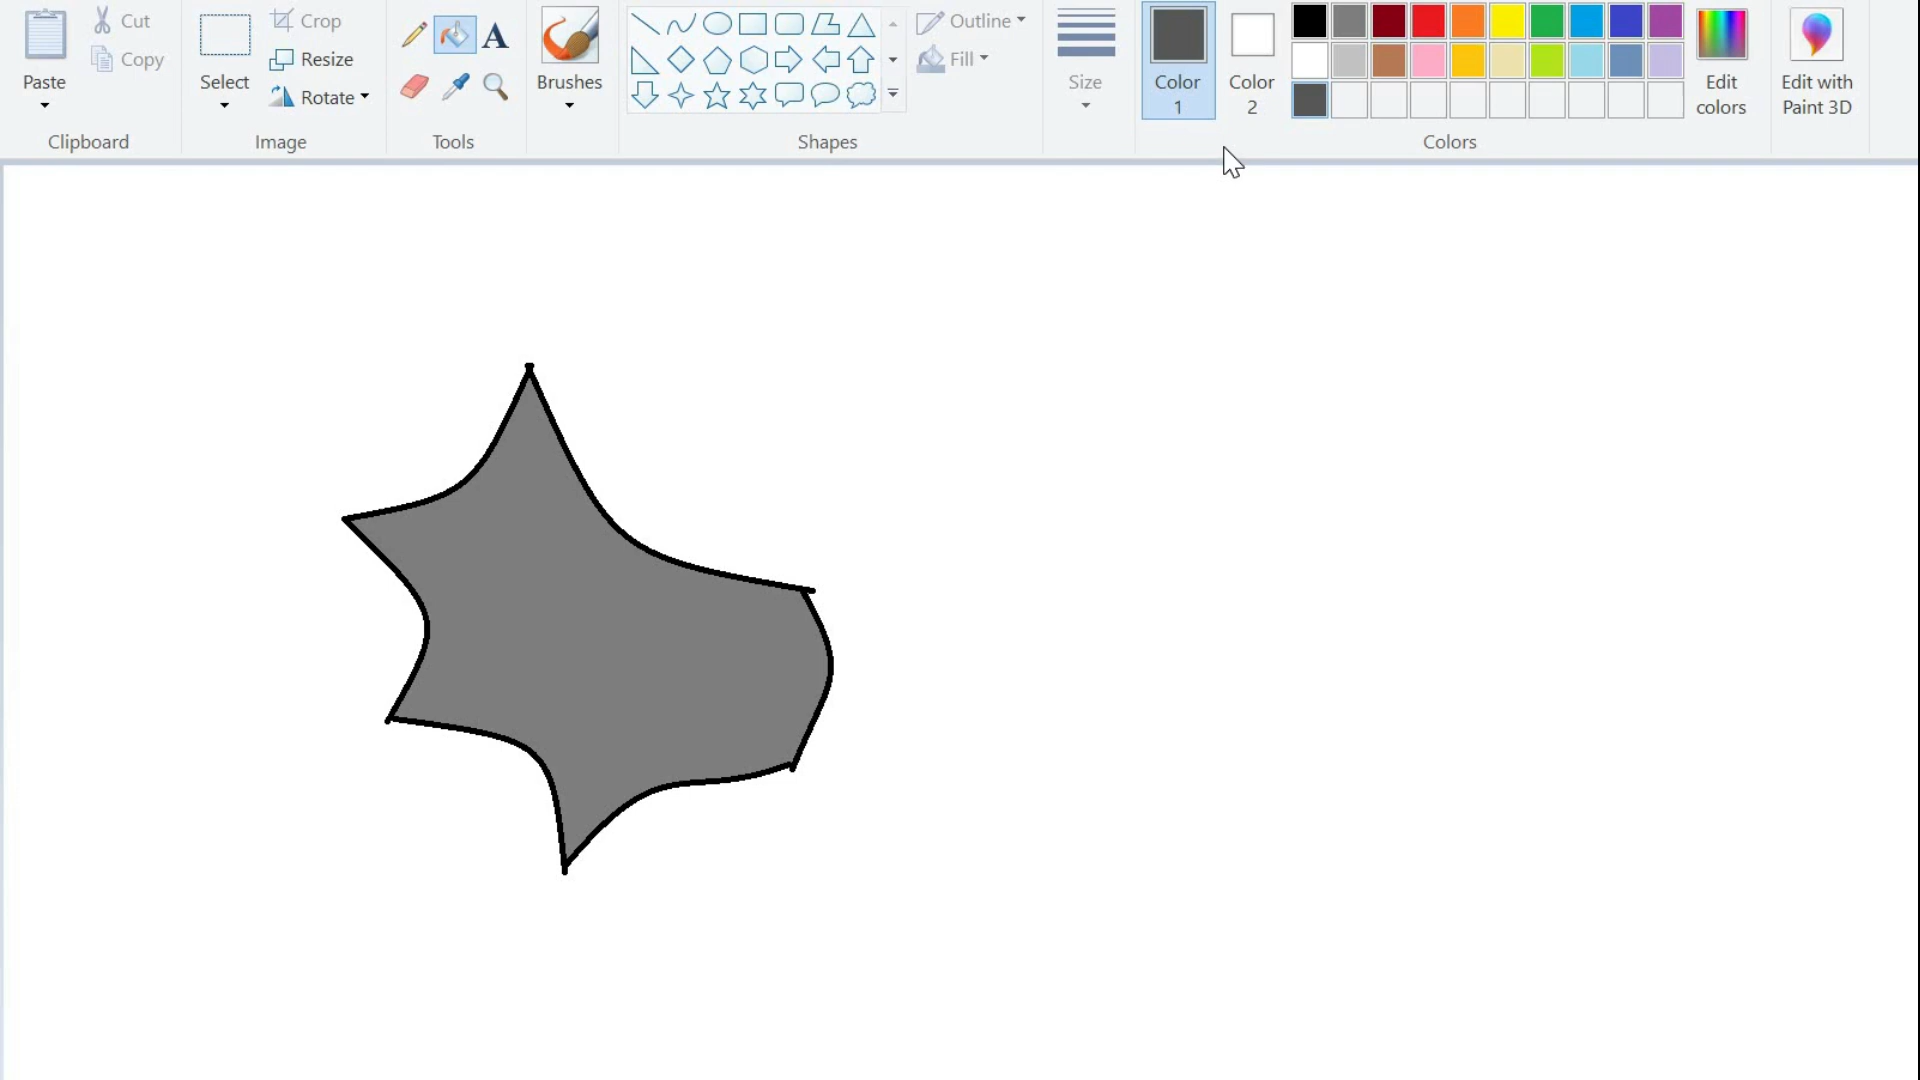 Paste
Cut
Copy
Clipboard
Select
Crop
Resize
Rotate
Image
A
Tools
Brushes
Shapes
Outline
Fill
Size
Color
1
Color
2
Edit
colors
Colors
Edit with
Paint 3D